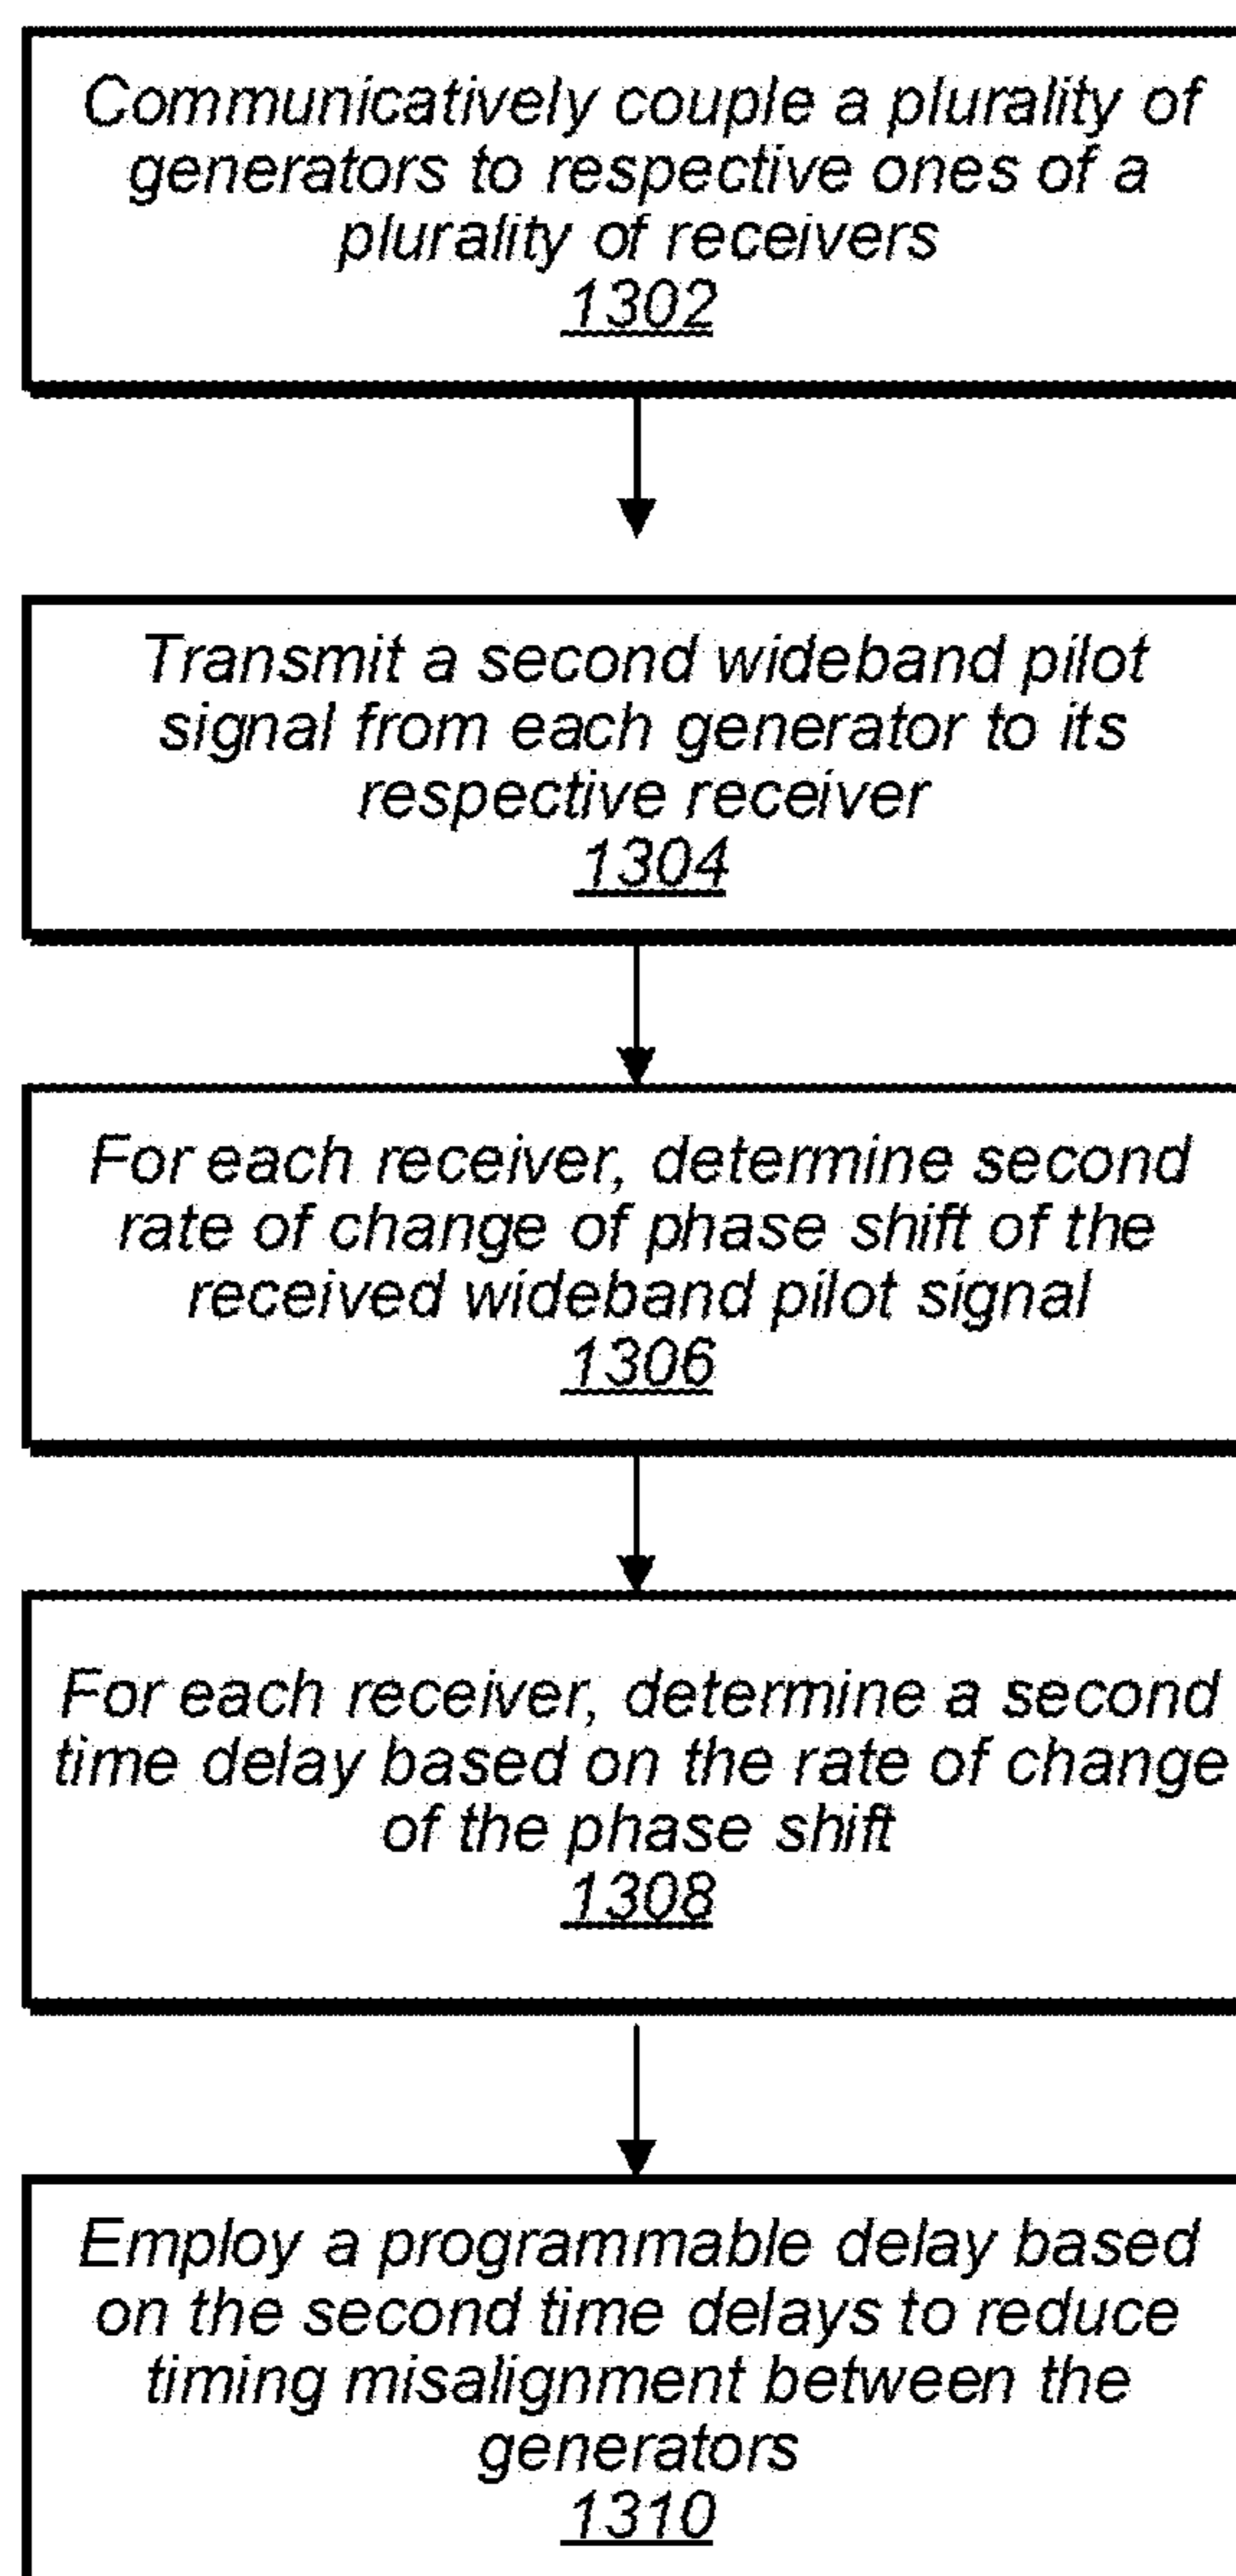 Communicatively couple a plurality of
generators to respective ones of a
plurality of receivers
1302
Transmit a second wideband pilot
signal from each generator to its
respective receiver
1304
For each receiver, determine second
rate of change of phase shift of the
received wideband pilot signal
1306
For each receiver, determine a second
time delay based on the rate of change
of the phase shift
1308
Employ a programmable delay based
on the second time delays to reduce
timing misalignment between the
generators
1310